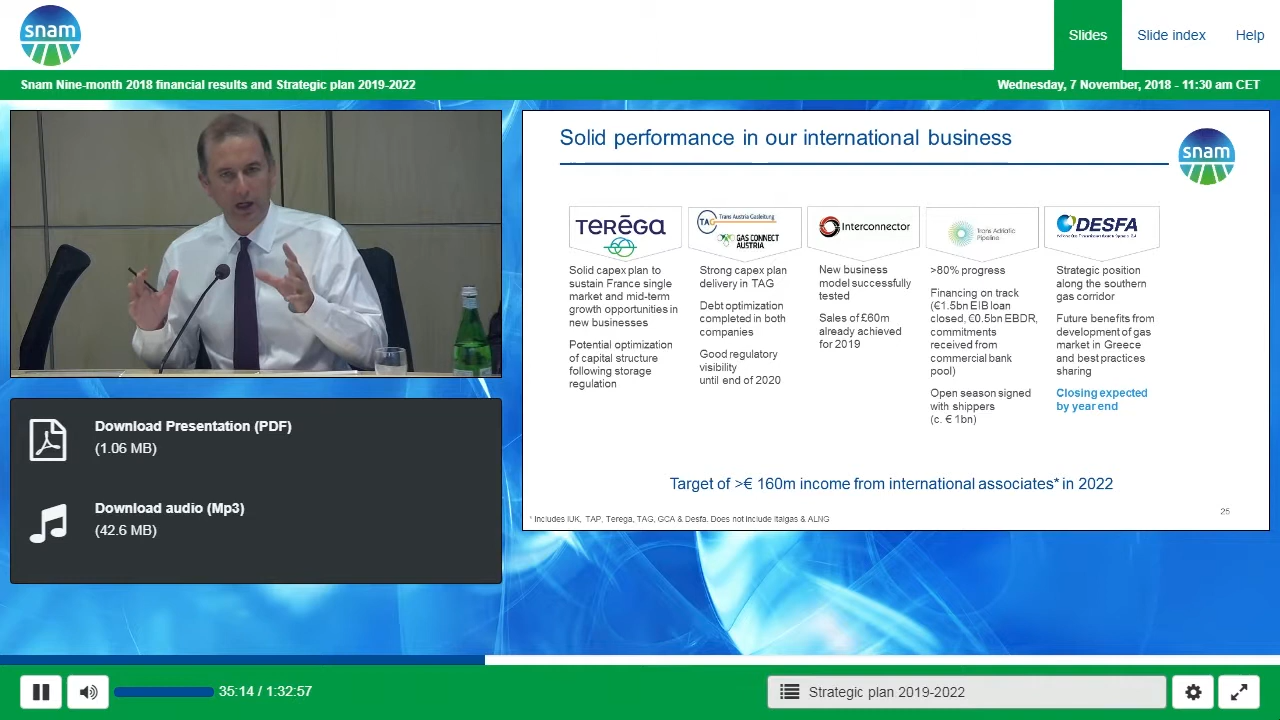 snam
Slides
Slide index
Help
Snam Nine-month 2018 financial results and Strategic plan 2019-2022
Wednesday, 7 November, 2018 - 11:30 am CET
Download Presentation (PDF)
(1.06 MB)
Download audio (Mp3)
(42.6 MB)
Solid performance in our international business
snam
TERĒGA
Solid capex plan to
sustain France single
market and mid-term
growth opportunities in
new businesses
Potential optimization
of capital structure
following storage
regulation
TAG
Trans Austria Gasleitung
GAS CONNECT
AUSTRIA
Strong capex plan
delivery in TAG
Debt optimization
completed in both
companies
Good regulatory
visibility
until end of 2020
Interconnector
New business
model successfully
tested
Sales of £60m
already achieved
for 2019
Trans Adriatic
Pipeline
>80% progress
Financing on track
(€1.5bn EIB loan
closed, €0.5bn EBDR,
commitments
received from
commercial bank
pool)
Open season signed
with shippers
(c. € 1bn)
DESFA
Strategic position
along the southern
gas corridor
Future benefits from
development of gas
market in Greece
and best practices
sharing
Closing expected
by year end
Target of >€ 160m income from international associates* in 2022
* Includes IUK, TAP, Terega, TAG, GCA & Desfa. Does not include Italgas & ALNG
25
35:14 / 1:32:57
Strategic plan 2019-2022